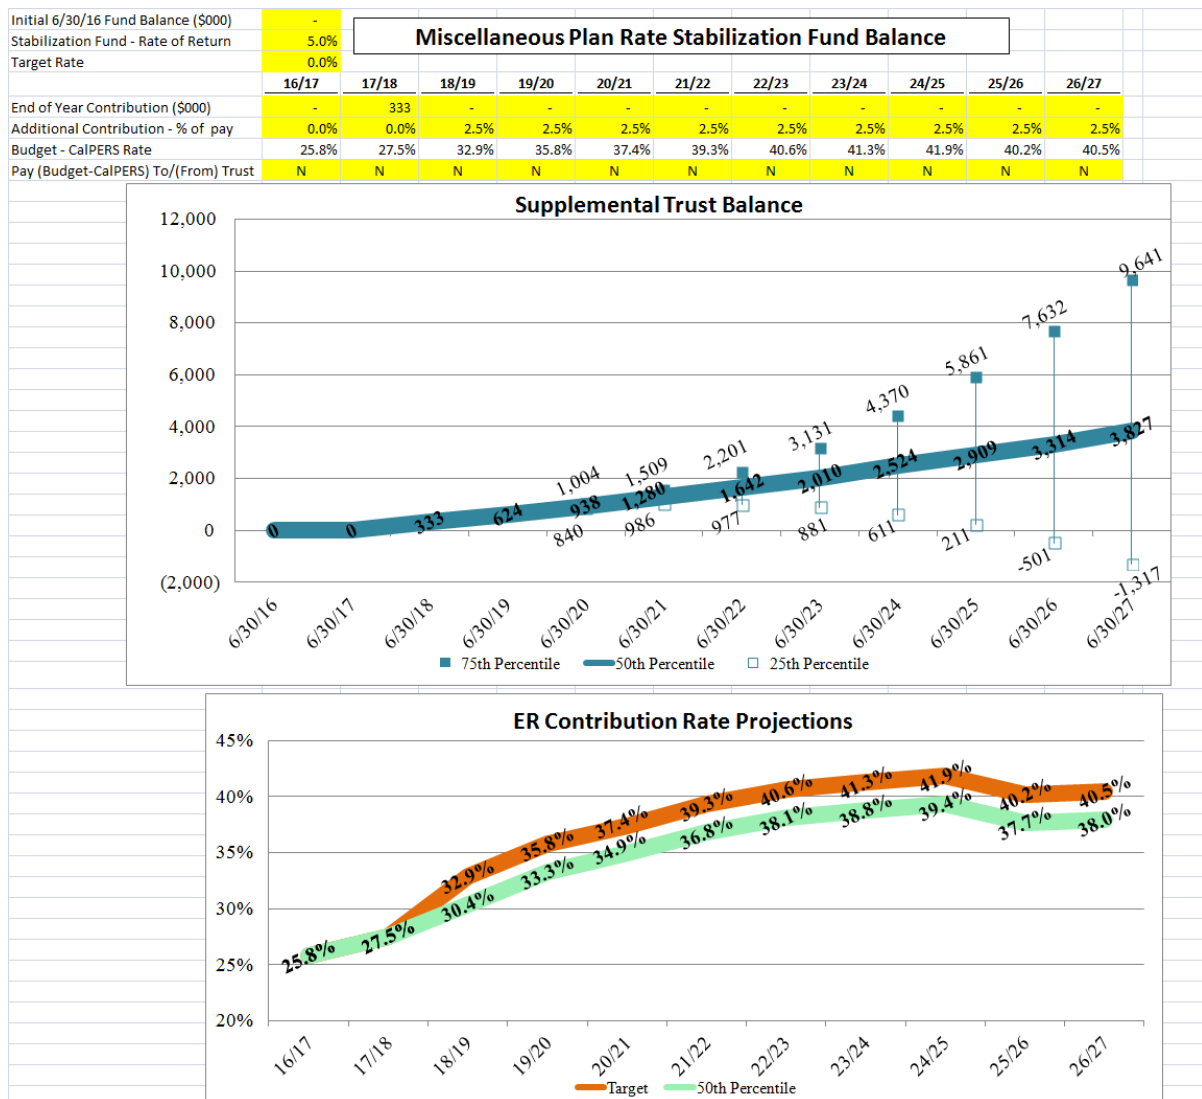 Initial 6/30/16 Fund Balance ($000) -
Miscellaneous Plan Rate Stabilization Fund Balance
Stabilization Fund - Rate of Return 5.0%
Target Rate 0.0%
16/17 17/18 18/19 19/20 20/21 21/22 22/23 23/24 24/25 25/26 26/27
End of Year Contribution ($000) - 333 - - - - - - - - -
Additional Contribution - % of pay 0.0% 0.0% 2.5% 2.5% 2.5% 2.5% 2.5% 2.5% 2.5% 2.5% 2.5%
Budget - CalPERS Rate 25.8% 27.5% 32.9% 35.8% 37.4% 39.3% 40.6% 41.3% 41.9% 40.2% 40.5%
Pay (Budget-CalPERS) To/(From) Trust N N N N N N N N N N N
Supplemental Trust Balance
12,000
10,000
8,000
6,000
4,000
2,000
0
(2,000)
1,004 1,509 2,201 3,131 4,370 5,861 7,632 9,641
0 0 333 624 938 1,280 1,642 2,010 2,524 2,909 3,314 3,827
840 986 977 881 611 211 -501 -1,317
6/30/16 6/30/17 6/30/18 6/30/19 6/30/20 6/30/21 6/30/22 6/30/23 6/30/24 6/30/25 6/30/26 6/30/27
75th Percentile 50th Percentile 25th Percentile
ER Contribution Rate Projections
45%
40%
35%
30%
25%
20%
32.9% 35.8% 37.4% 39.3% 40.6% 41.3% 41.9% 40.2% 40.5%
25.8% 27.5% 30.4% 33.3% 34.9% 36.8% 38.1% 38.8% 39.4% 37.7% 38.0%
16/17 17/18 18/19 19/20 20/21 21/22 22/23 23/24 24/25 25/26 26/27
Target 50th Percentile